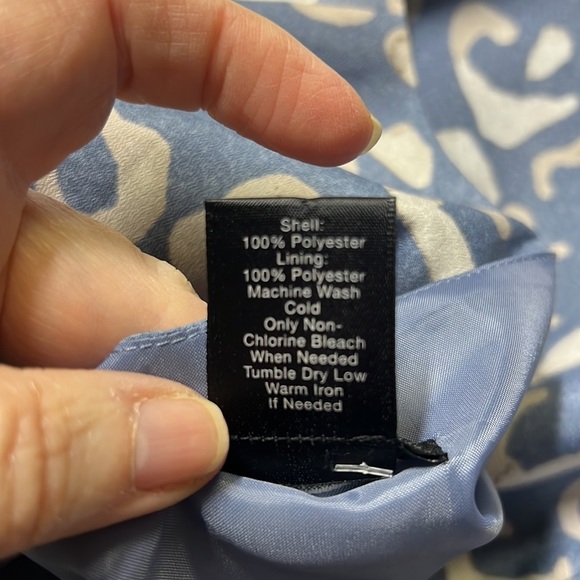 Shell:
100% Polyester
Lining:
100% Polyester
Machine Wash
Cold
Only Non-
Chlorine Bleach
When Needed
Tumble Dry Low
Warm Iron
If Needed